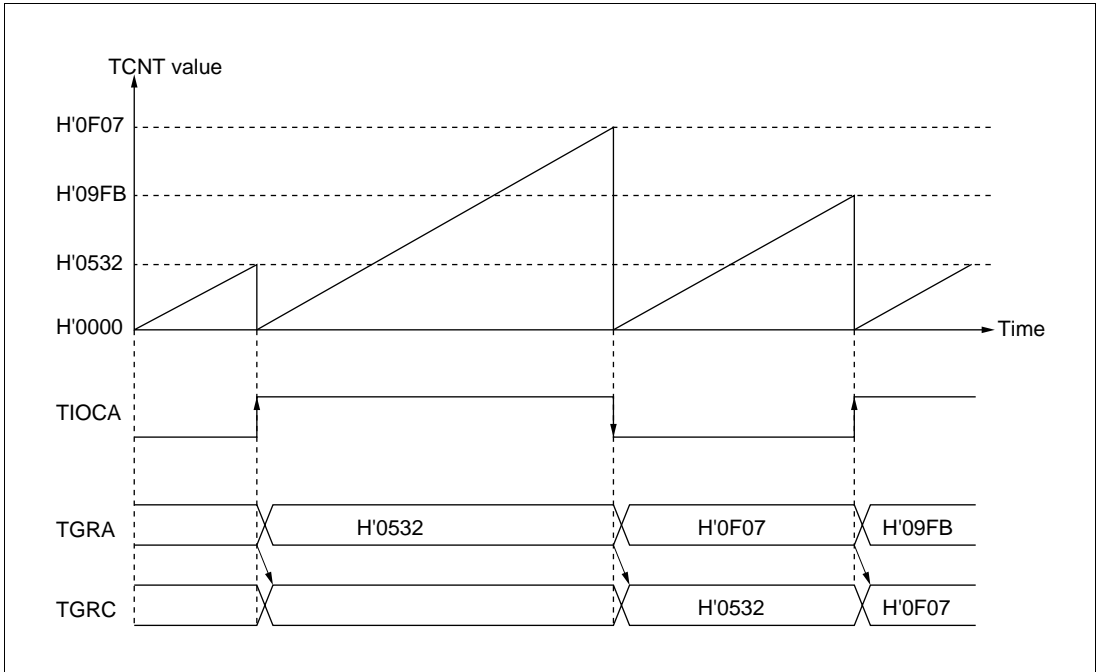 TCNT value
H'0F07
H'09FB
H'0532
H'0000
Time
TIOCA
TGRA
H'0532
H'0F07
H'09FB
TGRC
H'0532
H'0F07